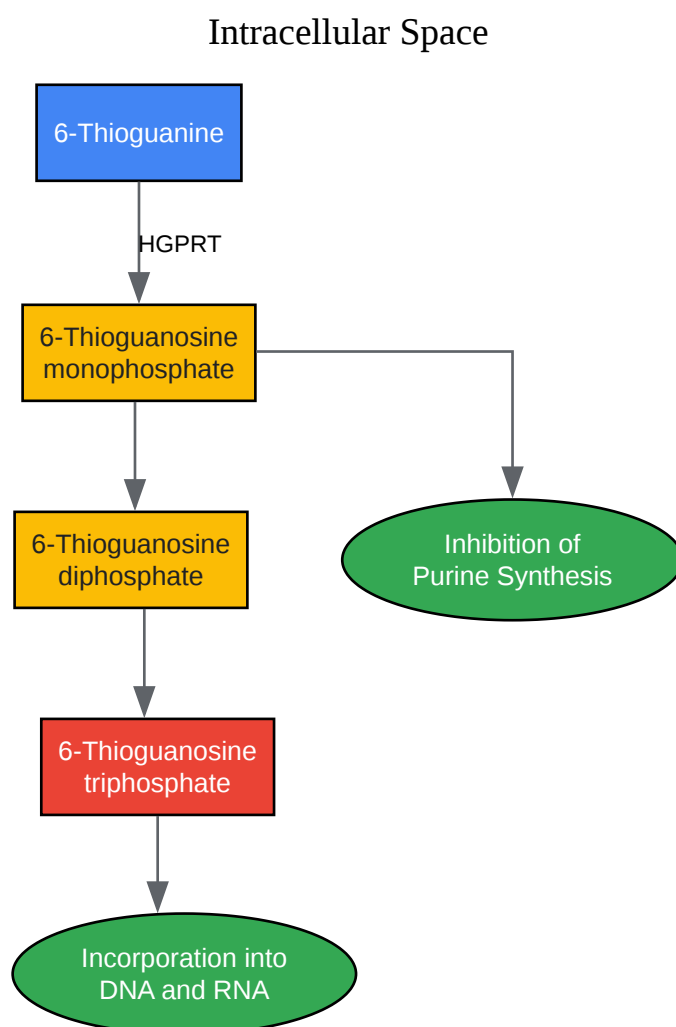 Intracellular Space
6-Thioguanine
HGPRT
6-Thioguanosine
monophosphate
6-Thioguanosine
diphosphate
Inhibition of
Purine Synthesis
6-Thioguanosine
triphosphate
Incorporation into
DNA and RNA